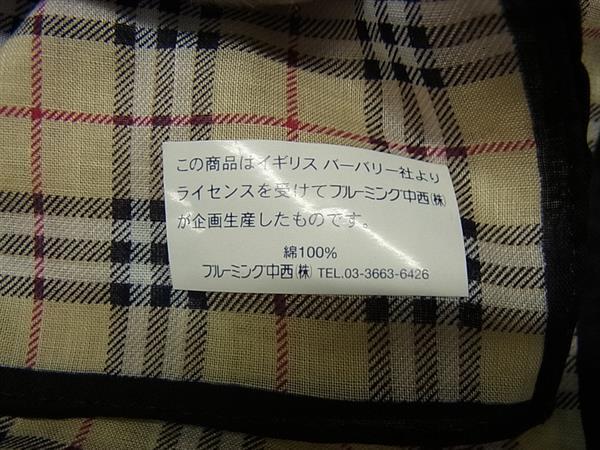 この商品はイギリス バーバリー社より
ライセンスを受けてブルーミング中西(株)
が企画生産したものです。
綿100%
ブルーミング中西(株) TEL.03-3663-6426